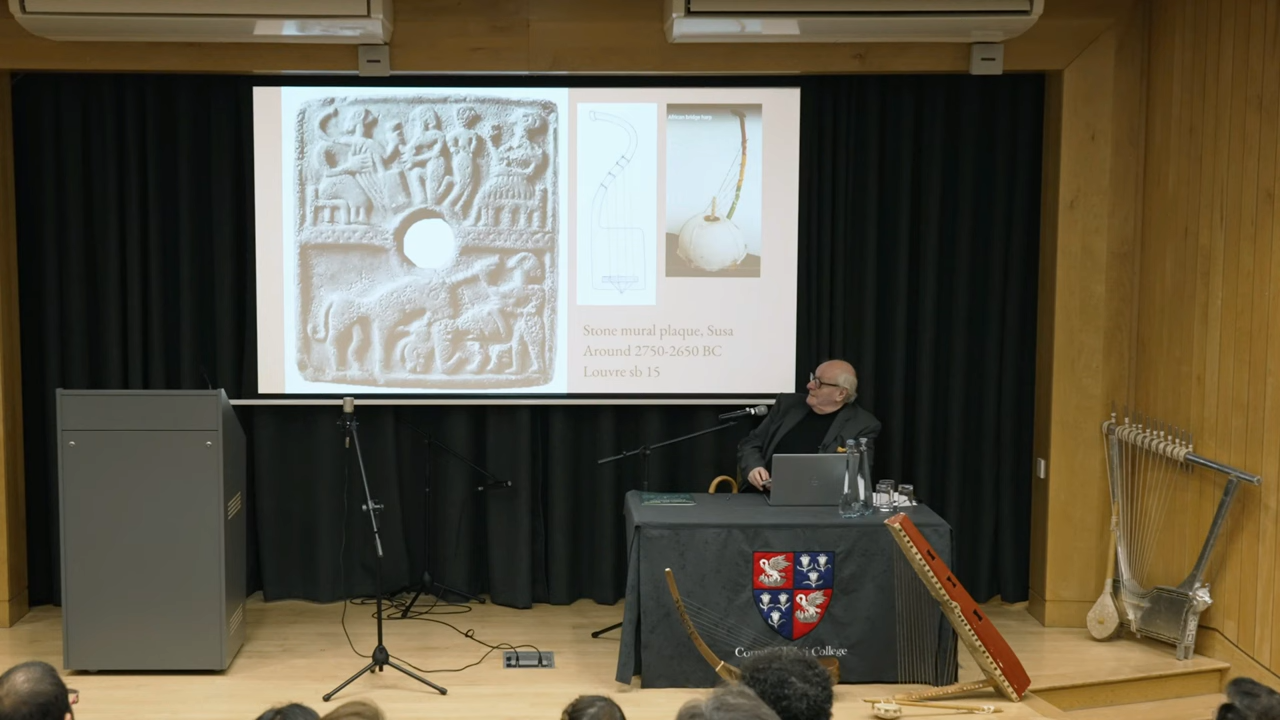 African bridge harp
Stone mural plaque, Susa
Around 2750-2650 BC
Louvre sb 15
College